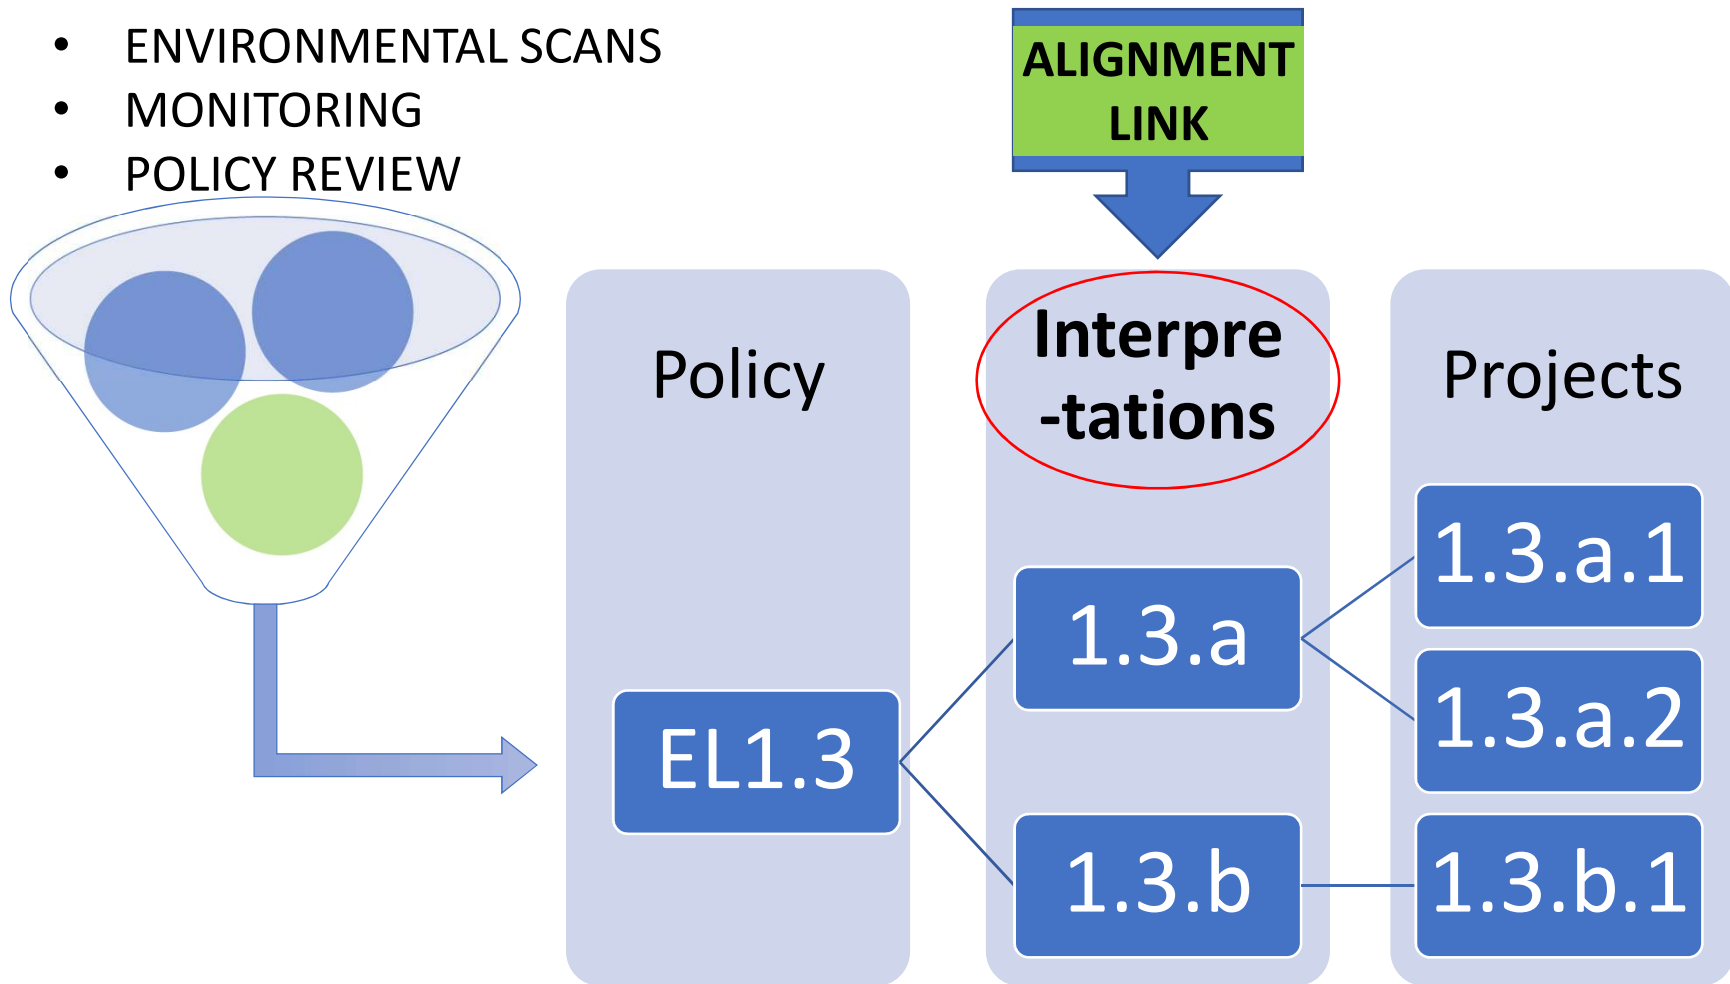 • ENVIRONMENTAL SCANS
• MONITORING
• POLICY REVIEW
ALIGNMENT
LINK
Policy
Interpre
-tations
Projects
EL1.3
1.3.a
1.3.b
1.3.a.1
1.3.a.2
1.3.b.1